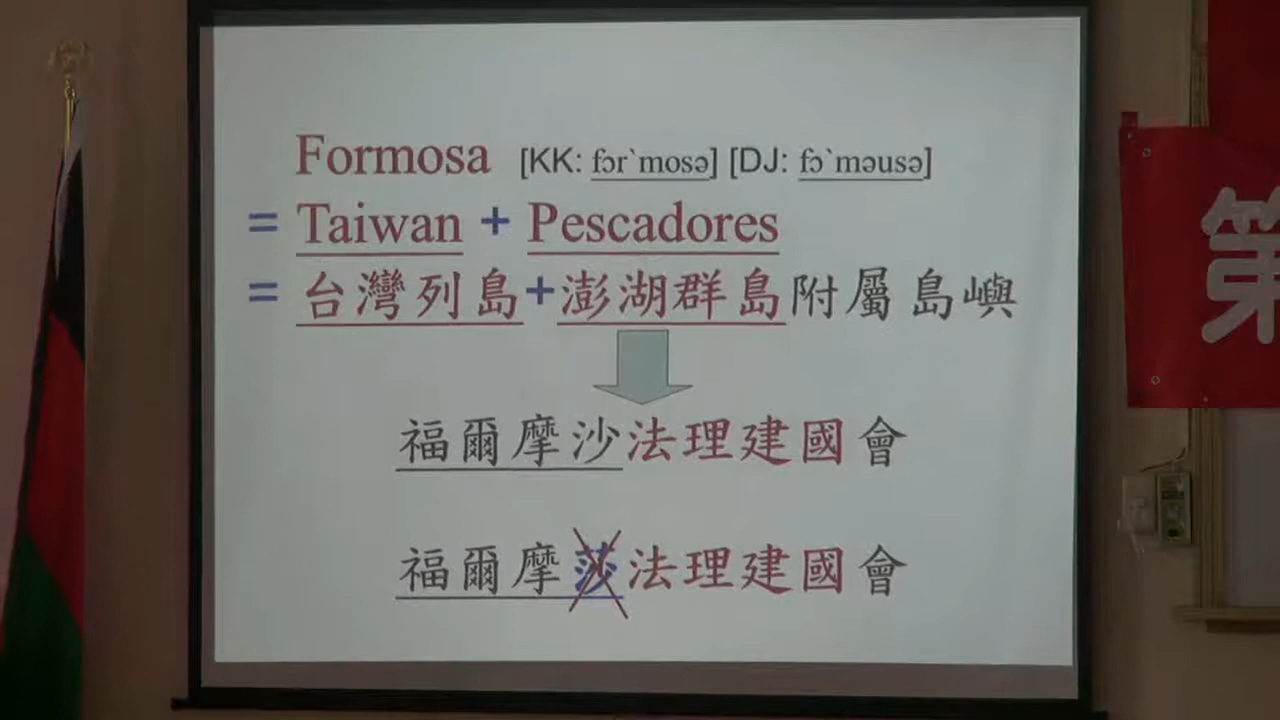 Formosa [KK: fɔr`mosə] [DJ: fɔ`məusə]
= Taiwan + Pescadores
= 台灣列島+澎湖群島附屬島嶼
福爾摩沙法理建國會
福爾摩莎法理建國會
第